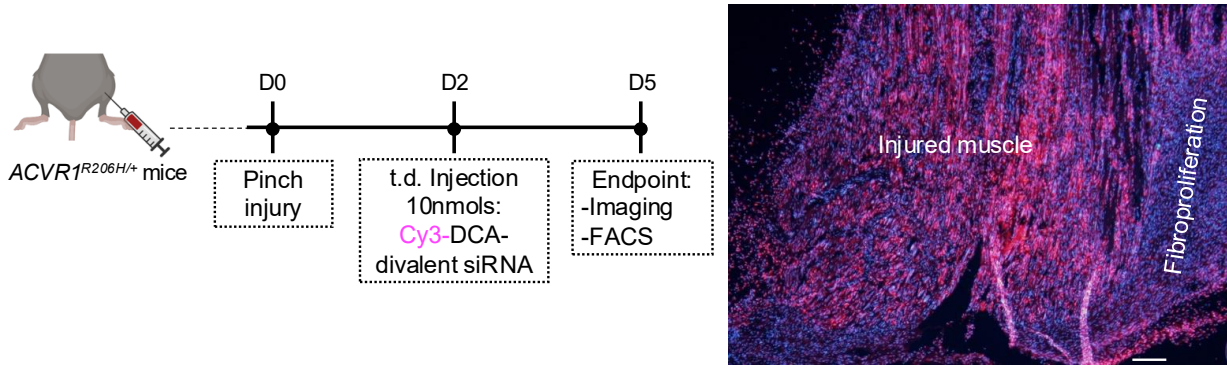 ACVR1R206H/+ mice
D0
D2
D5
Pinch
injury
t.d. Injection
10nmols:
Cy3-DCA-
divalent siRNA
Endpoint:
-Imaging
-FACS
Injured muscle
Fibroproliferation